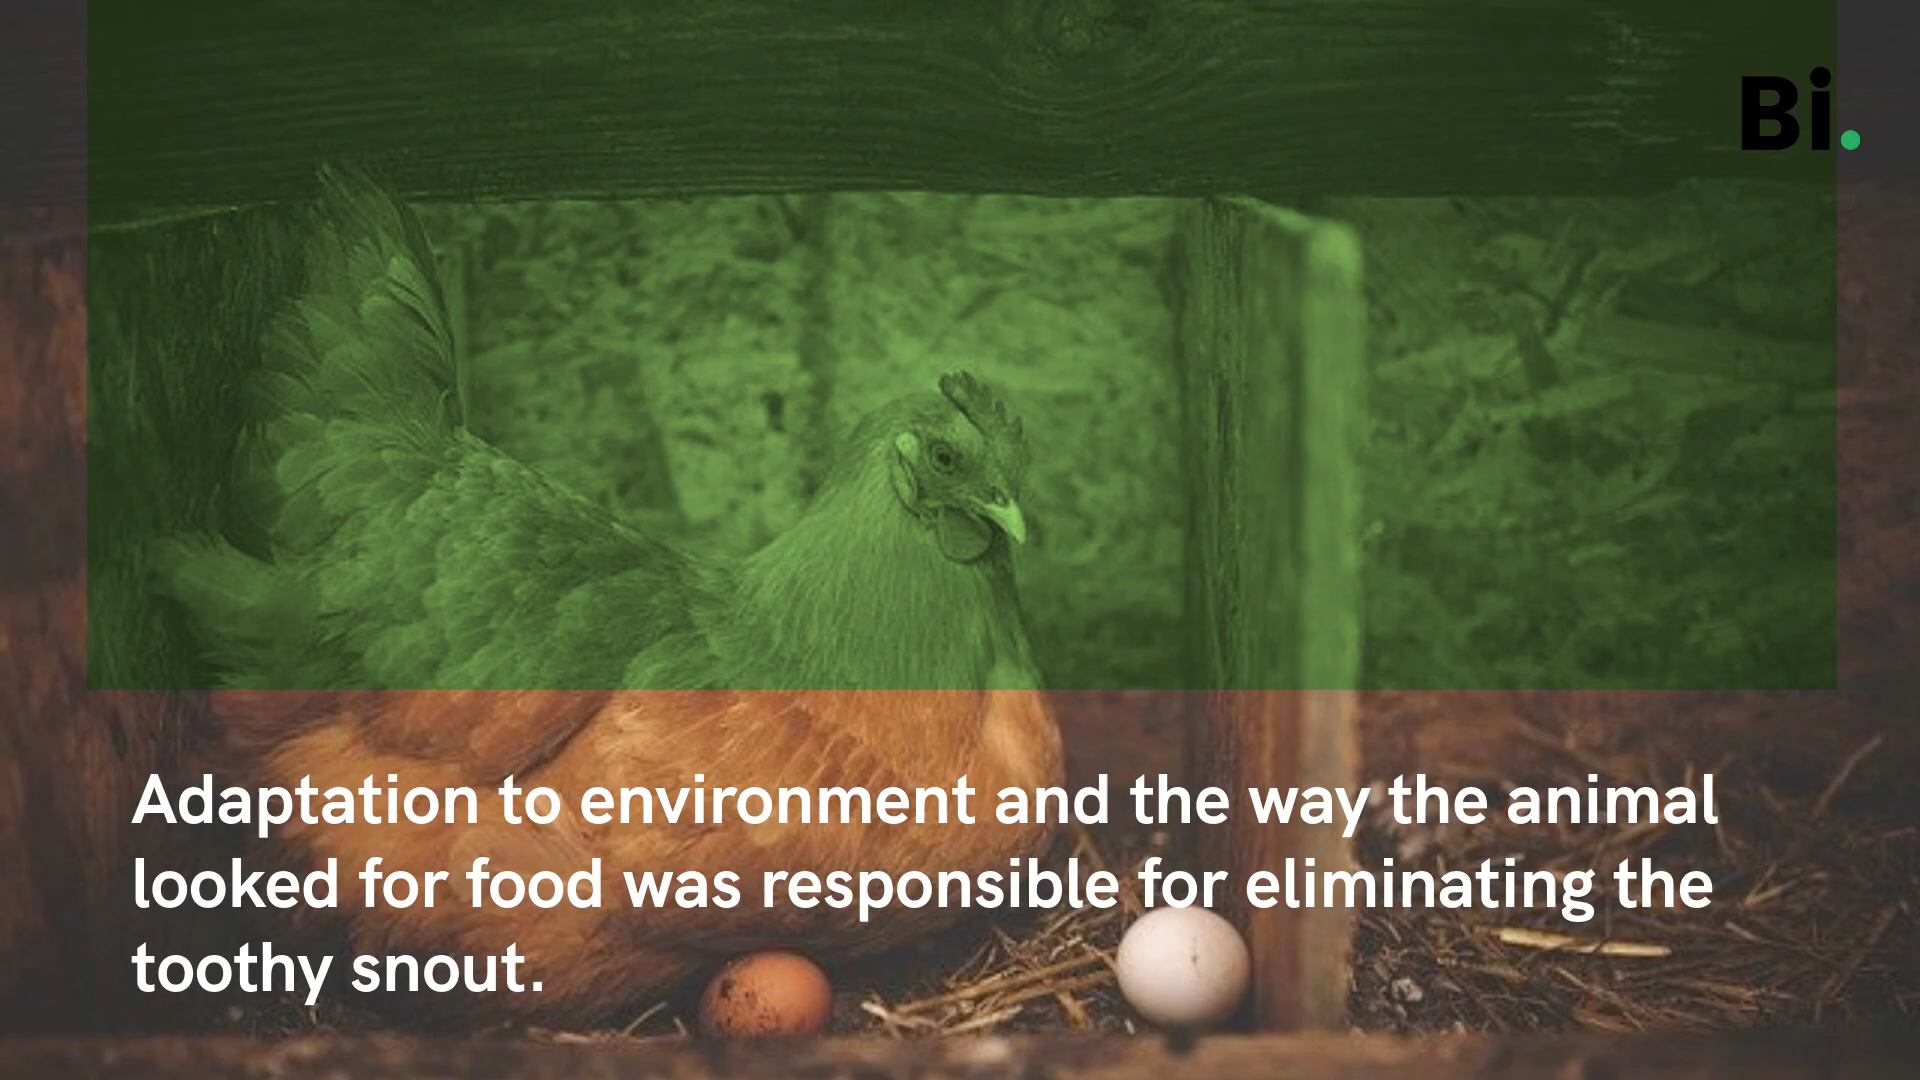 Bi.
Adaptation to environment and the way the animal
looked for food was responsible for eliminating the
toothy snout.